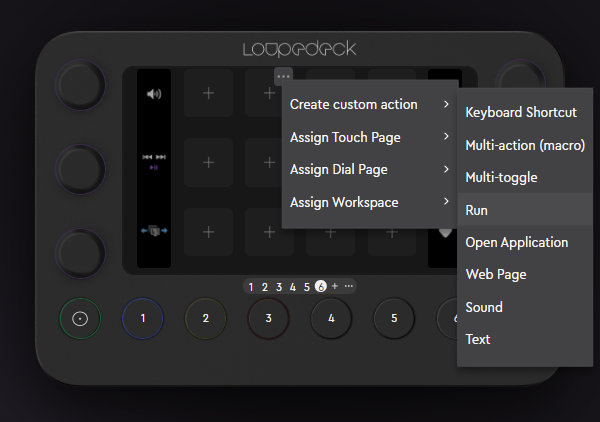 Loupedeck
Create custom action
Assign Touch Page
Assign Dial Page
Assign Workspace
Keyboard Shortcut
Multi-action (macro)
Multi-toggle
Run
Open Application
Web Page
Sound
Text
1 2 3 4 5 6 + ...
1 2 3 4 5 6